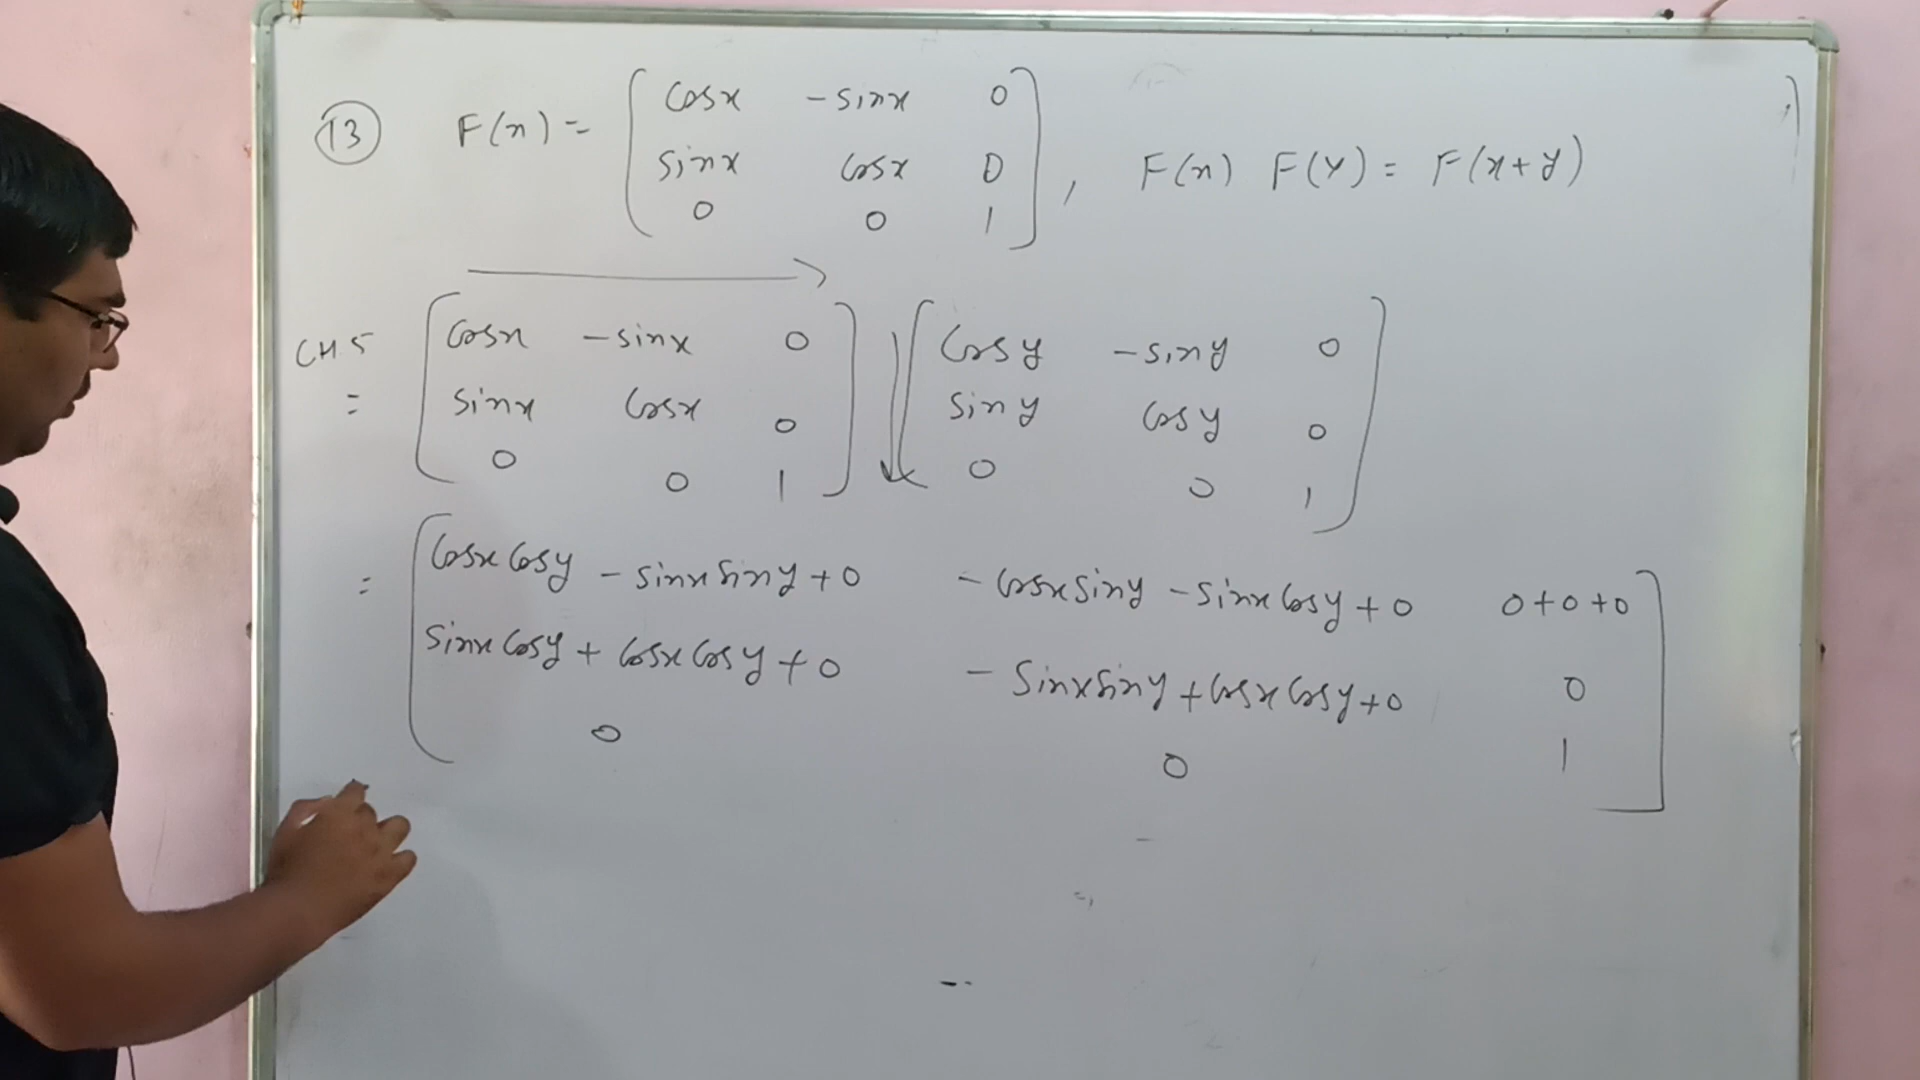 13 F(x) = [ cosx -sinx 0
sinx cosx 0
0 0 1 ] , F(x) F(y) = F(x+y)
LHS [ cosx -sinx 0 ] [ cosy -siny 0 ]
= sinx cosx 0 siny cosy 0
0 0 1 0 0 1
= [ cosx cosy - sinx siny + 0 - cosx siny - sinx cosy + 0 0+0+0 ]
sinx cosy + cosx cosy + 0 - sinx siny + cosx cosy + 0 0
0 0 1